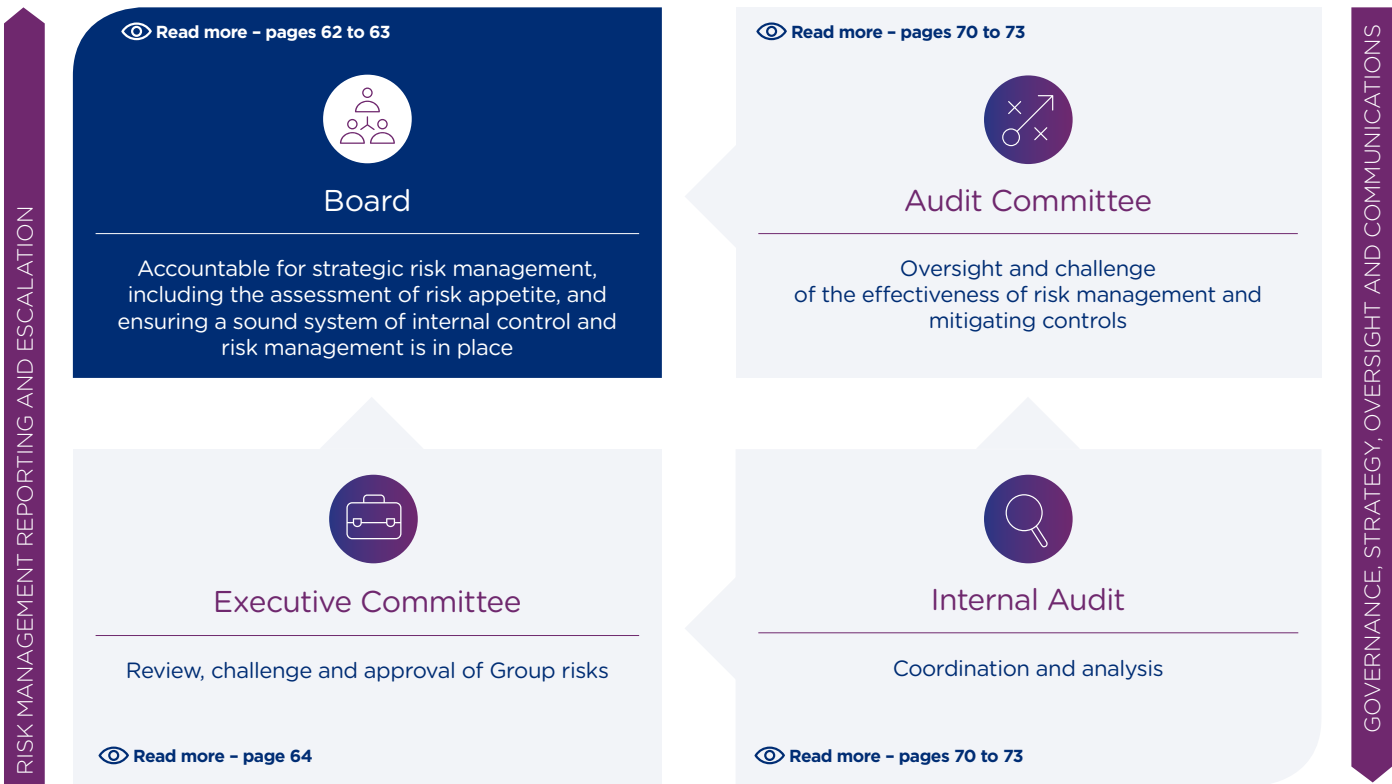 RISK MANAGEMENT REPORTING AND ESCALATION
Read more – pages 62 to 63
Board
Accountable for strategic risk management,
including the assessment of risk appetite, and
ensuring a sound system of internal control and
risk management is in place
Read more – pages 70 to 73
Audit Committee
Oversight and challenge
of the effectiveness of risk management and
mitigating controls
Executive Committee
Review, challenge and approval of Group risks
Read more – page 64
Internal Audit
Coordination and analysis
Read more – pages 70 to 73
GOVERNANCE, STRATEGY, OVERSIGHT AND COMMUNICATIONS